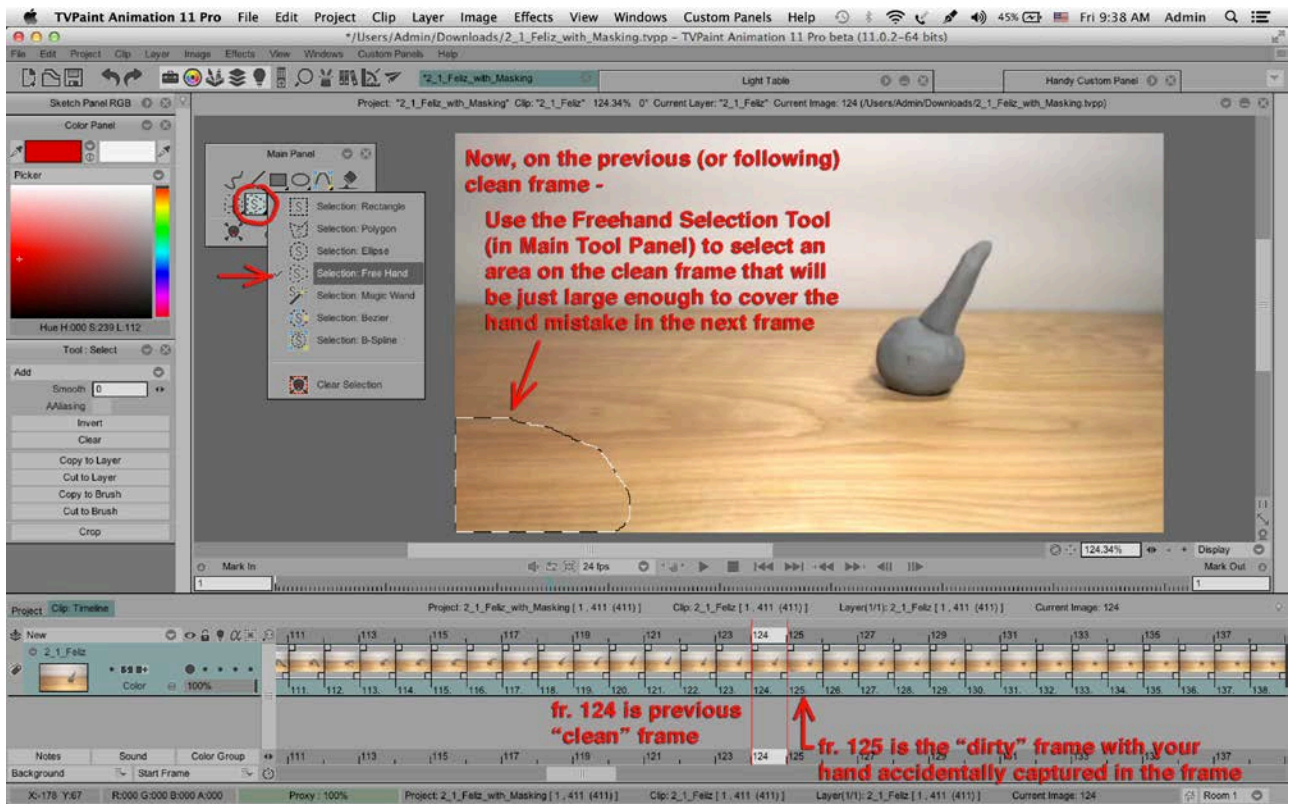 TVPaint Animation 11 Pro File Edit Project Clip Layer Image Effects View Windows Custom Panels Help 45% Fri 9:38 AM Admin
*/Users/Admin/Downloads/2_1_Feliz_with_Masking.tvpp - TVPaint Animation 11 Pro beta (11.0.2-64 bits)
File Edit Project Clip Layer Image Effects View Windows Custom Panels Help
*2_1_Feliz_with_Masking Light Table Handy Custom Panel
Sketch Panel RGB Project: "2_1_Feliz_with_Masking" Clip: "2_1_Feliz" 124.34% 0° Current Layer: "2_1_Feliz" Current Image: 124 (/Users/Admin/Downloads/2_1_Feliz_with_Masking.tvpp)
Color Panel
Picker
Hue H:000 S:239 L:112
Tool : Select
Add
Smooth 0
AAliasing
Invert
Clear
Copy to Layer
Cut to Layer
Copy to Brush
Cut to Brush
Crop
Main Panel
Selection: Rectangle
Selection: Polygon
Selection: Elipse
Selection: Free Hand
Selection: Magic Wand
Selection: Bezier
Selection: B-Spline
Clear Selection
Now, on the previous (or following)
clean frame -
Use the Freehand Selection Tool
(in Main Tool Panel) to select an
area on the clean frame that will
be just large enough to cover the
hand mistake in the next frame
124.34% Display
Mark In 24 fps Mark Out
1 1
Project Clip: Timeline Project: 2_1_Feliz_with_Masking [ 1 , 411 (411) ] Clip: 2_1_Feliz [ 1 , 411 (411) ] Layer(1/1): 2_1_Feliz [ 1 , 411 (411) ] Current Image: 124
New 111 113 115 117 119 121 123 124 125 127 129 131 133 135 137
2_1_Feliz
Color 100%
111. 112. 113. 114. 115. 116. 117. 118. 119. 120. 121. 122. 123. 124. 125. 126. 127. 128. 129. 130. 131. 132. 133. 134. 135. 136. 137. 138.
fr. 124 is previous
"clean" frame
fr. 125 is the "dirty" frame with your
hand accidentally captured in the frame
Notes Sound Color Group 111 113 115 117 119 121 123 124 125 127 129 131 133 135 137
Background Start Frame
X:-178 Y:67 R:000 G:000 B:000 A:000 Proxy : 100% Project: 2_1_Feliz_with_Masking [ 1 , 411 (411) ] Clip: 2_1_Feliz [ 1 , 411 (411) ] Layer(1/1): 2_1_Feliz [ 1 , 411 (411) ] Current Image: 124 Room 1